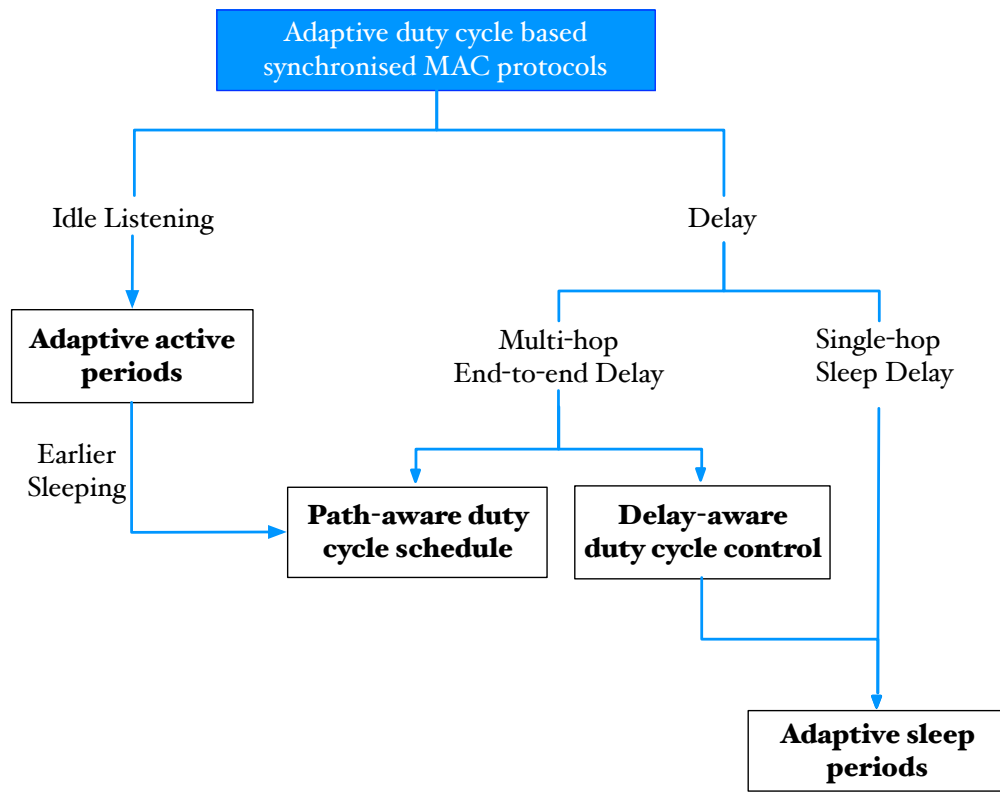 Adaptive duty cycle based
synchronised MAC protocols
Idle Listening
Delay
Adaptive active
periods
Multi-hop
End-to-end Delay
Single-hop
Sleep Delay
Earlier
Sleeping
Path-aware duty
cycle schedule
Delay-aware
duty cycle control
Adaptive sleep
periods